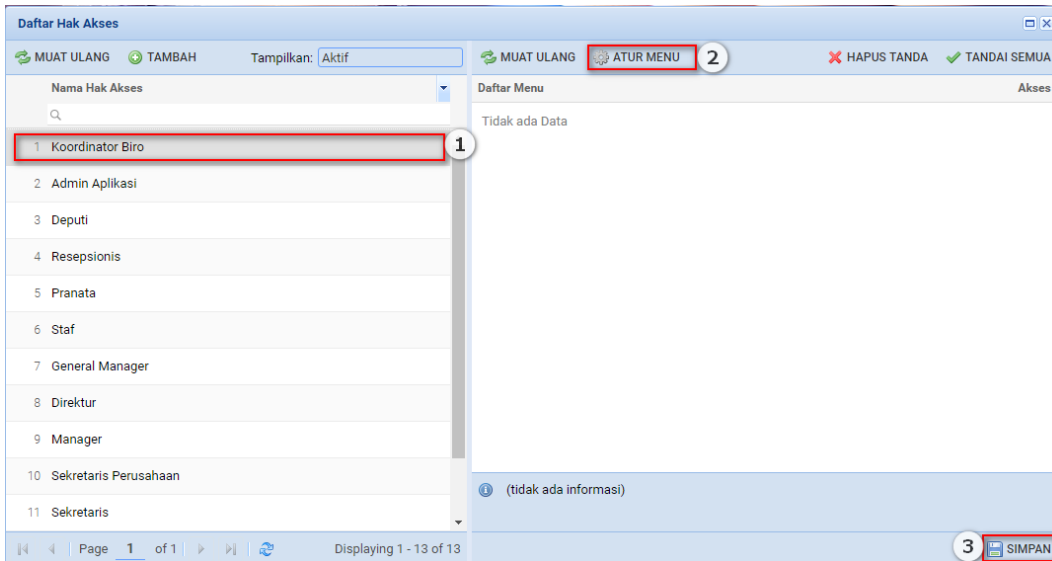 Daftar Hak Akses
MUAT ULANG TAMBAH Tampilkan: Aktif
Nama Hak Akses
1 Koordinator Biro 1
2 Admin Aplikasi
3 Deputi
4 Resepsionis
5 Pranata
6 Staf
7 General Manager
8 Direktur
9 Manager
10 Sekretaris Perusahaan
11 Sekretaris
Page 1 of 1 Displaying 1 - 13 of 13
MUAT ULANG ATUR MENU 2 HAPUS TANDA TANDAI SEMUA
Daftar Menu Akses
Tidak ada Data
(tidak ada informasi)
3 SIMPAN